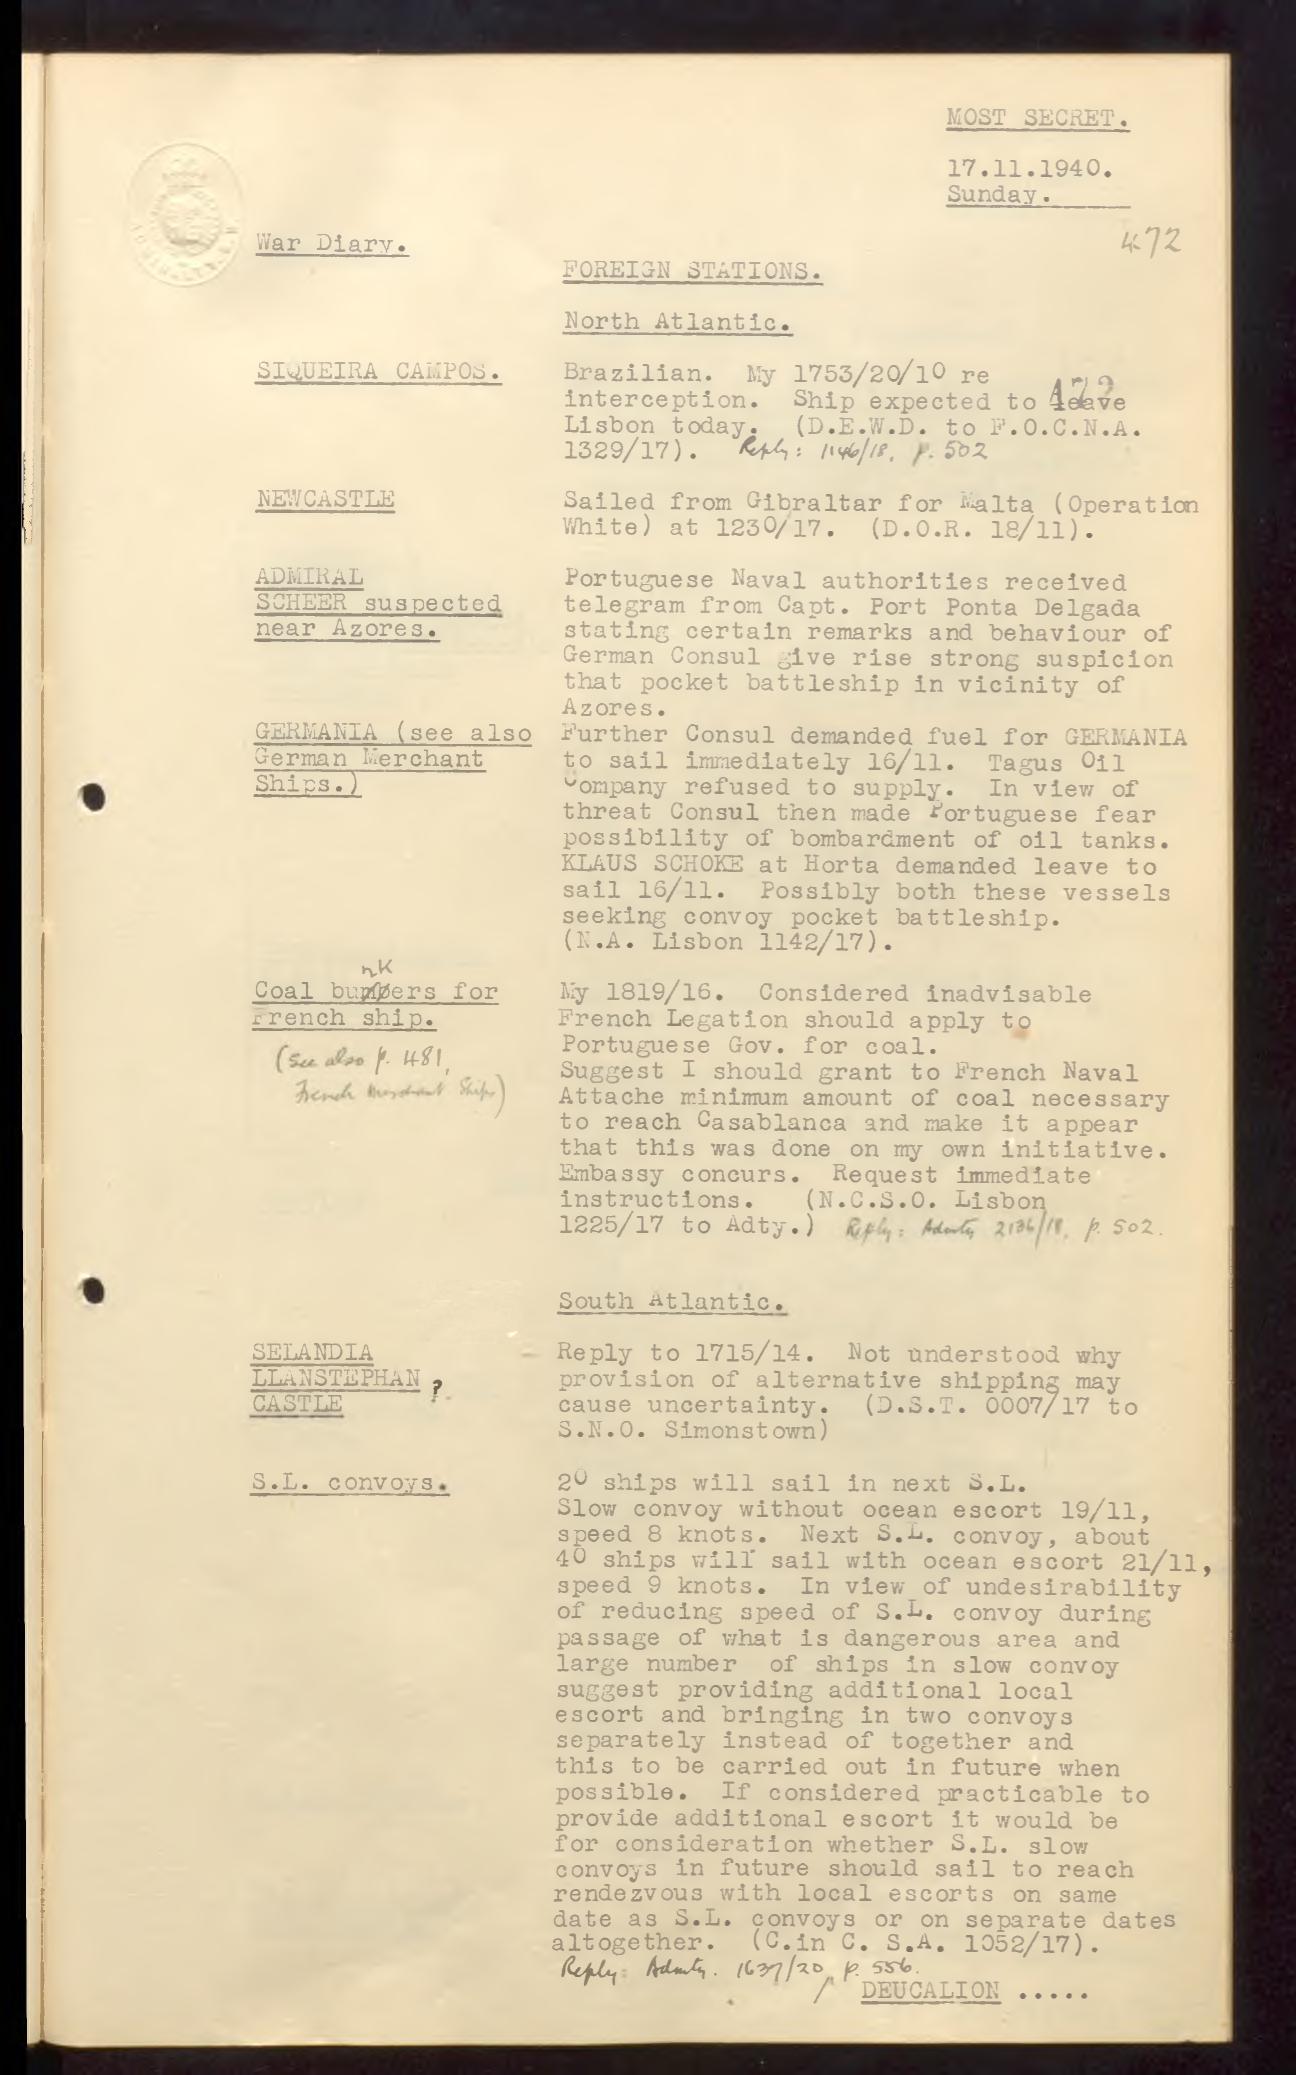 MOST SECRET.
17.11.1940.
Sunday.
472
War Diary.
FOREIGN STATIONS.
North Atlantic.
SIQUEIRA CAMPOS.
Brazilian. My 1753/20/10 re
interception. Ship expected to leave
472
Lisbon today. (D.E.W.D. to F.O.C.N.A.
1329/17). Reply: 1146/18, p. 502
NEWCASTLE
Sailed from Gibraltar for Malta (Operation
White) at 1230/17. (D.O.R. 18/11).
ADMIRAL
SCHEER suspected
near Azores.
Portuguese Naval authorities received
telegram from Capt. Port Ponta Delgada
stating certain remarks and behaviour of
German Consul give rise strong suspicion
that pocket battleship in vicinity of
Azores.
GERMANIA (see also
German Merchant
Ships.)
Further Consul demanded fuel for GERMANIA
to sail immediately 16/11. Tagus Oil
Company refused to supply. In view of
threat Consul then made Portuguese fear
possibility of bombardment of oil tanks.
KLAUS SCHOKE at Horta demanded leave to
sail 16/11. Possibly both these vessels
seeking convoy pocket battleship.
(N.A. Lisbon 1142/17).
nk
Coal bumpers for
French ship.
(See also p. 481,
French Merchant Ships)
My 1819/16. Considered inadvisable
French Legation should apply to
Portuguese Gov. for coal.
Suggest I should grant to French Naval
Attache minimum amount of coal necessary
to reach Casablanca and make it appear
that this was done on my own initiative.
Embassy concurs. Request immediate
instructions. (N.C.S.O. Lisbon
1225/17 to Adty.) Reply: Admty 2136/18, p. 502.
South Atlantic.
SELANDIA
LLANSTEPHAN
CASTLE ?
Reply to 1715/14. Not understood why
provision of alternative shipping may
cause uncertainty. (D.S.T. 0007/17 to
S.N.O. Simonstown)
S.L. convoys.
20 ships will sail in next S.L.
Slow convoy without ocean escort 19/11,
speed 8 knots. Next S.L. convoy, about
40 ships will sail with ocean escort 21/11,
speed 9 knots. In view of undesirability
of reducing speed of S.L. convoy during
passage of what is dangerous area and
large number of ships in slow convoy
suggest providing additional local
escort and bringing in two convoys
separately instead of together and
this to be carried out in future when
possible. If considered practicable to
provide additional escort it would be
for consideration whether S.L. slow
convoys in future should sail to reach
rendezvous with local escorts on same
date as S.L. convoys or on separate dates
altogether. (C.in C. S.A. 1052/17).
Reply: Admty. 1637/20, p. 556.
/ DEUCALION .....